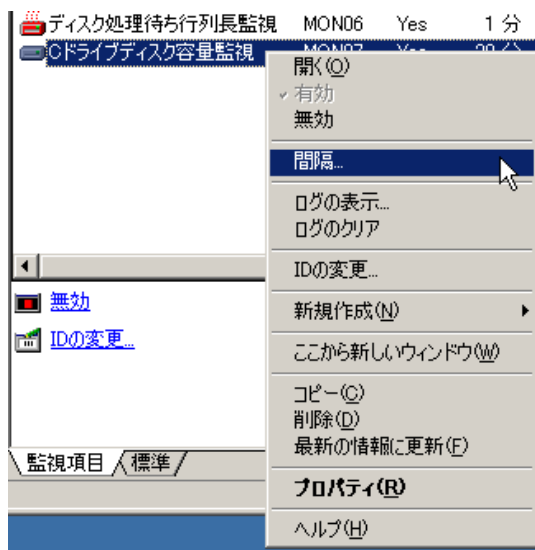 ディスク処理待ち行列長監視 MON06 Yes 1 分
Cドライブディスク容量監視 MON07 Yes
開く(O)
有効
無効
間隔...
ログの表示...
ログのクリア
IDの変更...
新規作成(N)
ここから新しいウィンドウ(W)
コピー(C)
削除(D)
最新の情報に更新(F)
プロパティ(R)
ヘルプ(H)
無効
IDの変更...
監視項目 標準